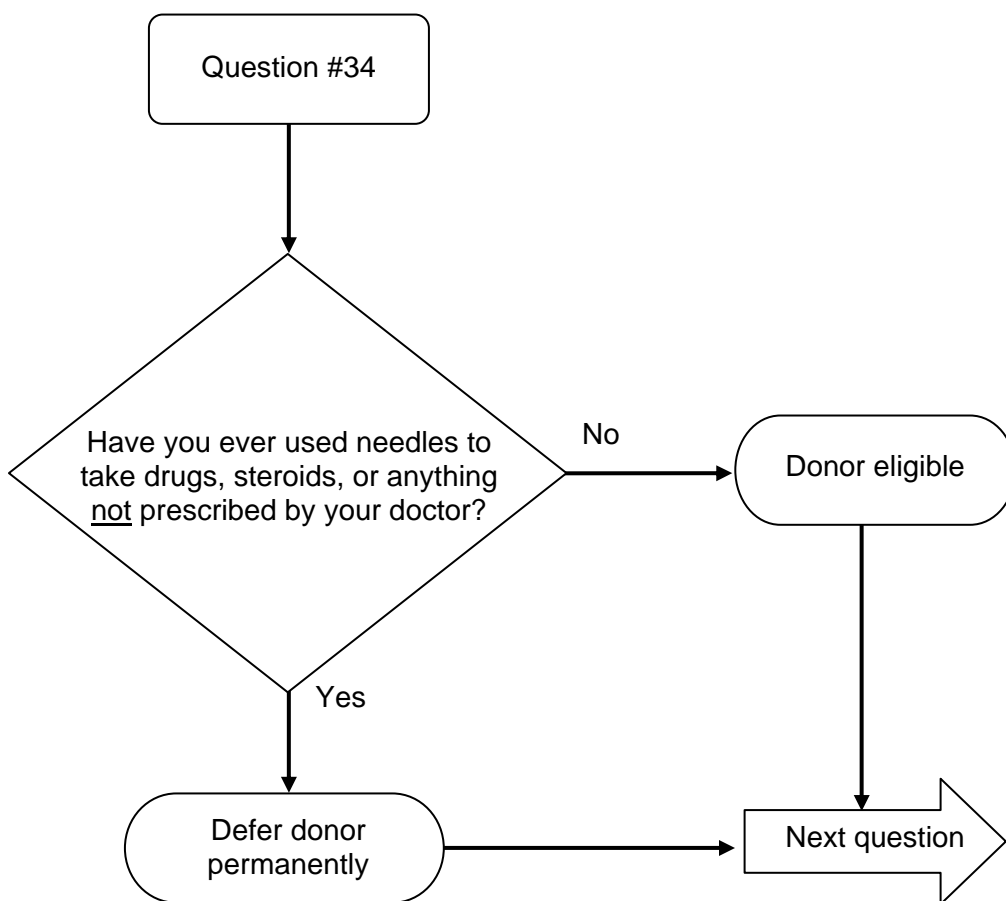 Question #34
Have you ever used needles to
take drugs, steroids, or anything
not prescribed by your doctor?
No
Donor eligible
Yes
Defer donor
permanently
Next question